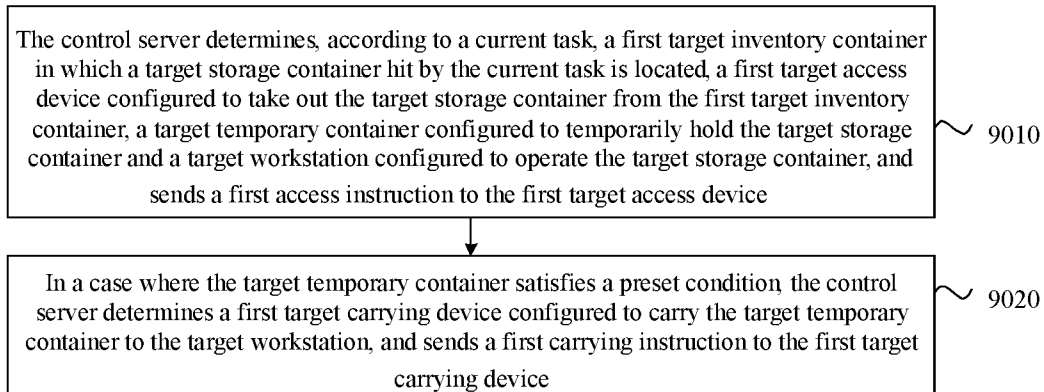 The control server determines, according to a current task, a first target inventory container
in which a target storage container hit by the current task is located, a first target access
device configured to take out the target storage container from the first target inventory
container, a target temporary container configured to temporarily hold the target storage
container and a target workstation configured to operate the target storage container, and
sends a first access instruction to the first target access device
9010
In a case where the target temporary container satisfies a preset condition, the control
server determines a first target carrying device configured to carry the target temporary
container to the target workstation, and sends a first carrying instruction to the first target
carrying device
9020